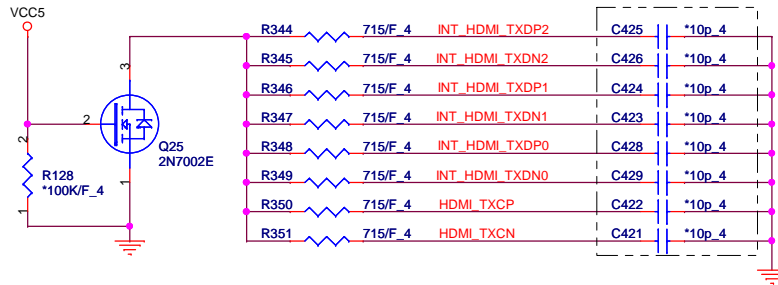 VCC5
R344 715/F_4 INT_HDMI_TXDP2 C425 *10p_4
R345 715/F_4 INT_HDMI_TXDN2 C426 *10p_4
R346 715/F_4 INT_HDMI_TXDP1 C424 *10p_4
R347 715/F_4 INT_HDMI_TXDN1 C423 *10p_4
R348 715/F_4 INT_HDMI_TXDP0 C428 *10p_4
R349 715/F_4 INT_HDMI_TXDN0 C429 *10p_4
R350 715/F_4 HDMI_TXCP C422 *10p_4
R351 715/F_4 HDMI_TXCN C421 *10p_4
3
2
1
Q25
2N7002E
2
R128
*100K/F_4
1